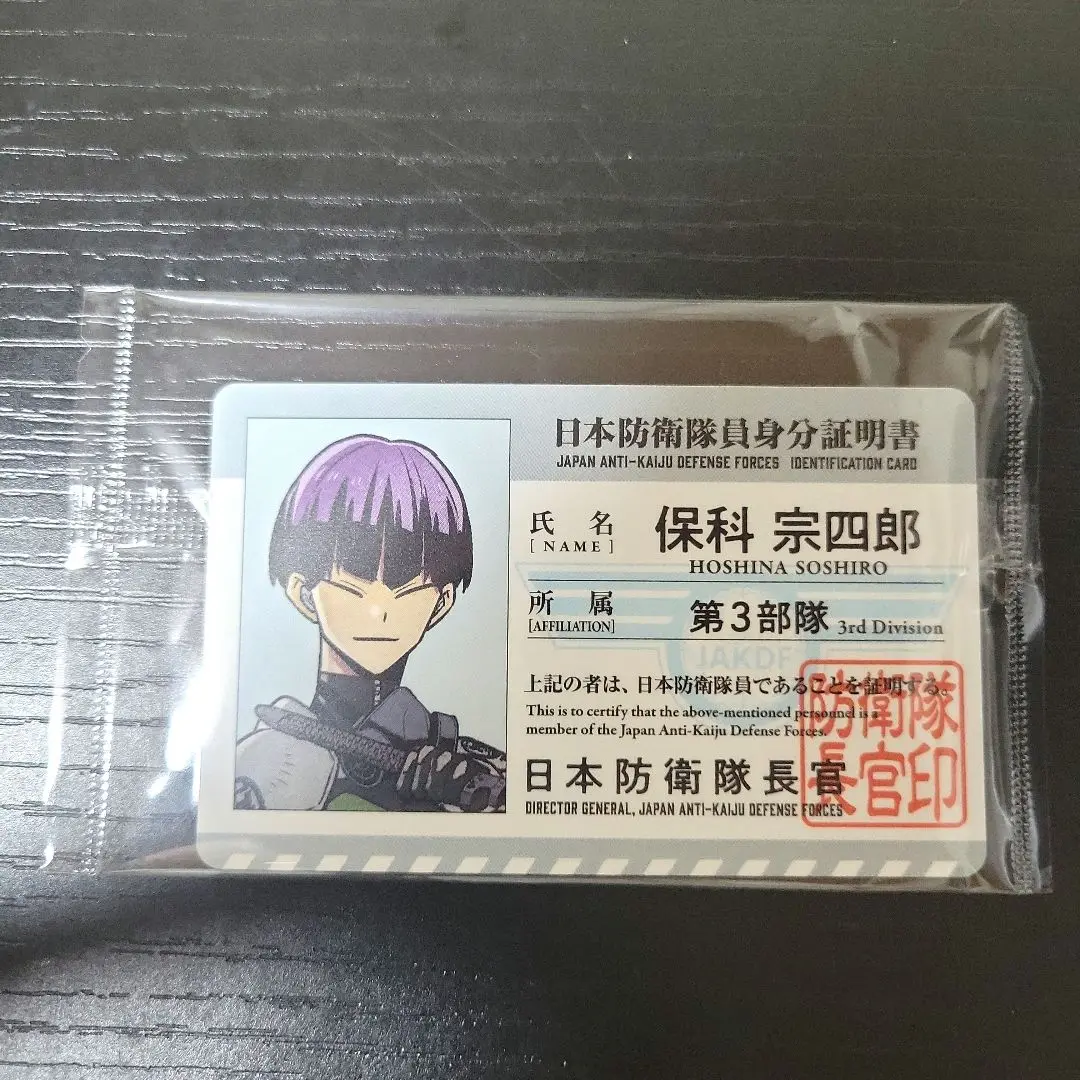 日本防衛隊員身分証明書
JAPAN ANTI-KAIJU DEFENSE FORCES IDENTIFICATION CARD
氏 名 保科 宗四郎
[NAME] HOSHINA SOSHIRO
所 属 第3部隊 3rd Division
[AFFILIATION]
JAKDF
上記の者は、日本防衛隊員であることを証明する。
This is to certify that the above-mentioned personnel is a
member of the Japan Anti-Kaiju Defense Forces.
日本防衛隊長官
DIRECTOR GENERAL, JAPAN ANTI-KAIJU DEFENSE FORCES
防衛隊
長官印